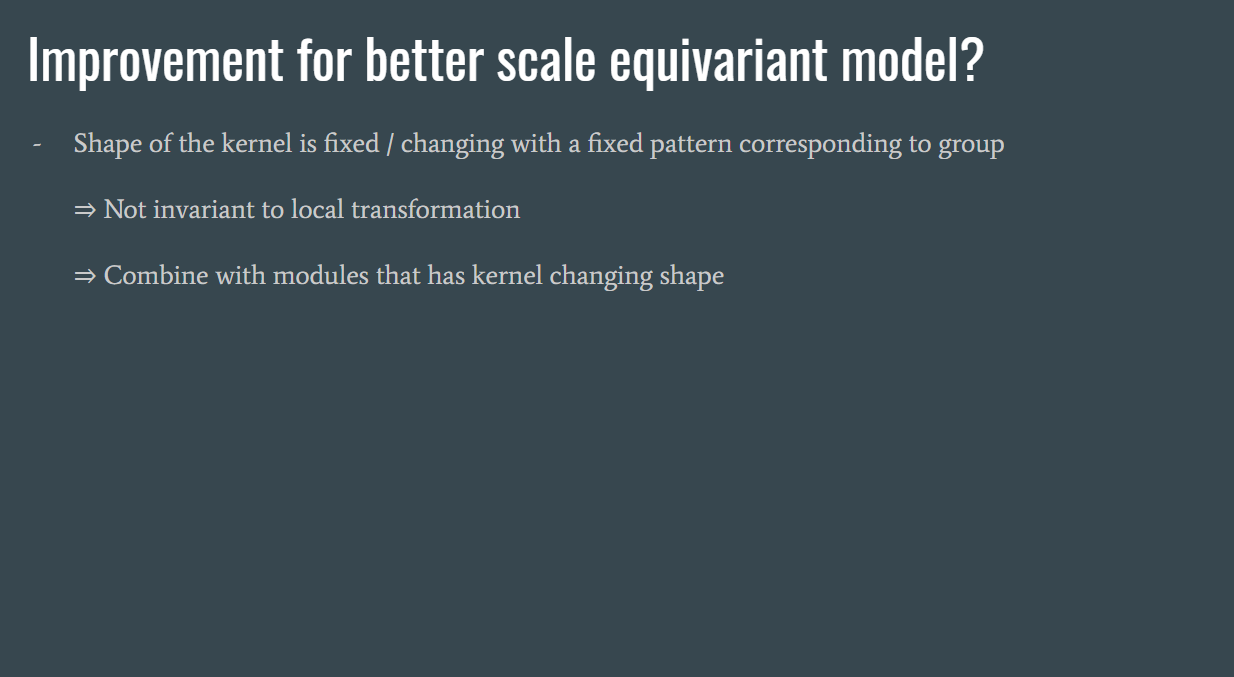 Improvement for better scale equivariant model?
- Shape of the kernel is fixed / changing with a fixed pattern corresponding to group
⇒ Not invariant to local transformation
⇒ Combine with modules that has kernel changing shape